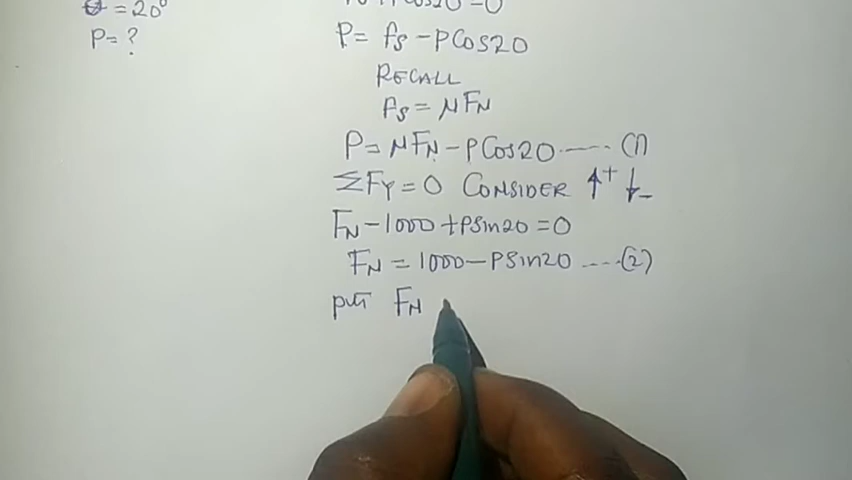 θ = 20°
P = ?
P = fs - PCos20
RECALL
fs = μFN
P = μFN - PCos20 ------ (1)
ΣFy = 0 CONSIDER ↑+ ↓-
FN - 1000 + PSin20 = 0
FN = 1000 - PSin20 ----- (2)
put FN